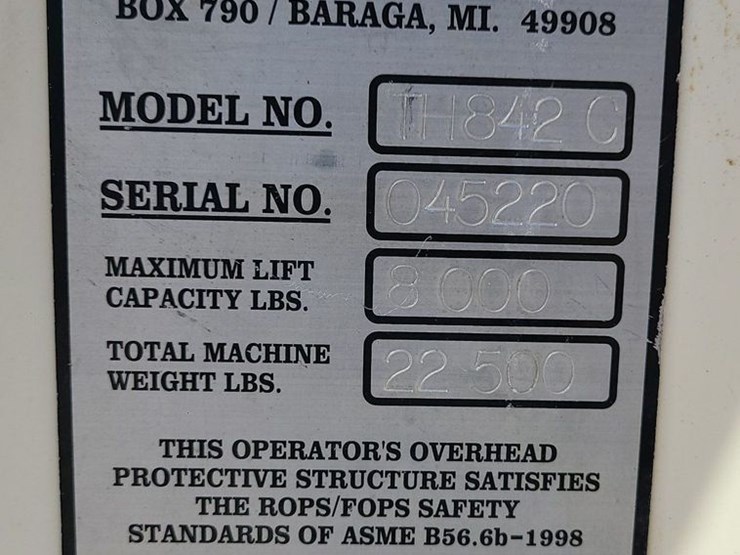 BOX 790 / BARAGA, MI. 49908
MODEL NO. TH842 C
SERIAL NO. 045220
MAXIMUM LIFT
CAPACITY LBS. 8 000
TOTAL MACHINE
WEIGHT LBS. 22 500
THIS OPERATOR'S OVERHEAD
PROTECTIVE STRUCTURE SATISFIES
THE ROPS/FOPS SAFETY
STANDARDS OF ASME B56.6b-1998